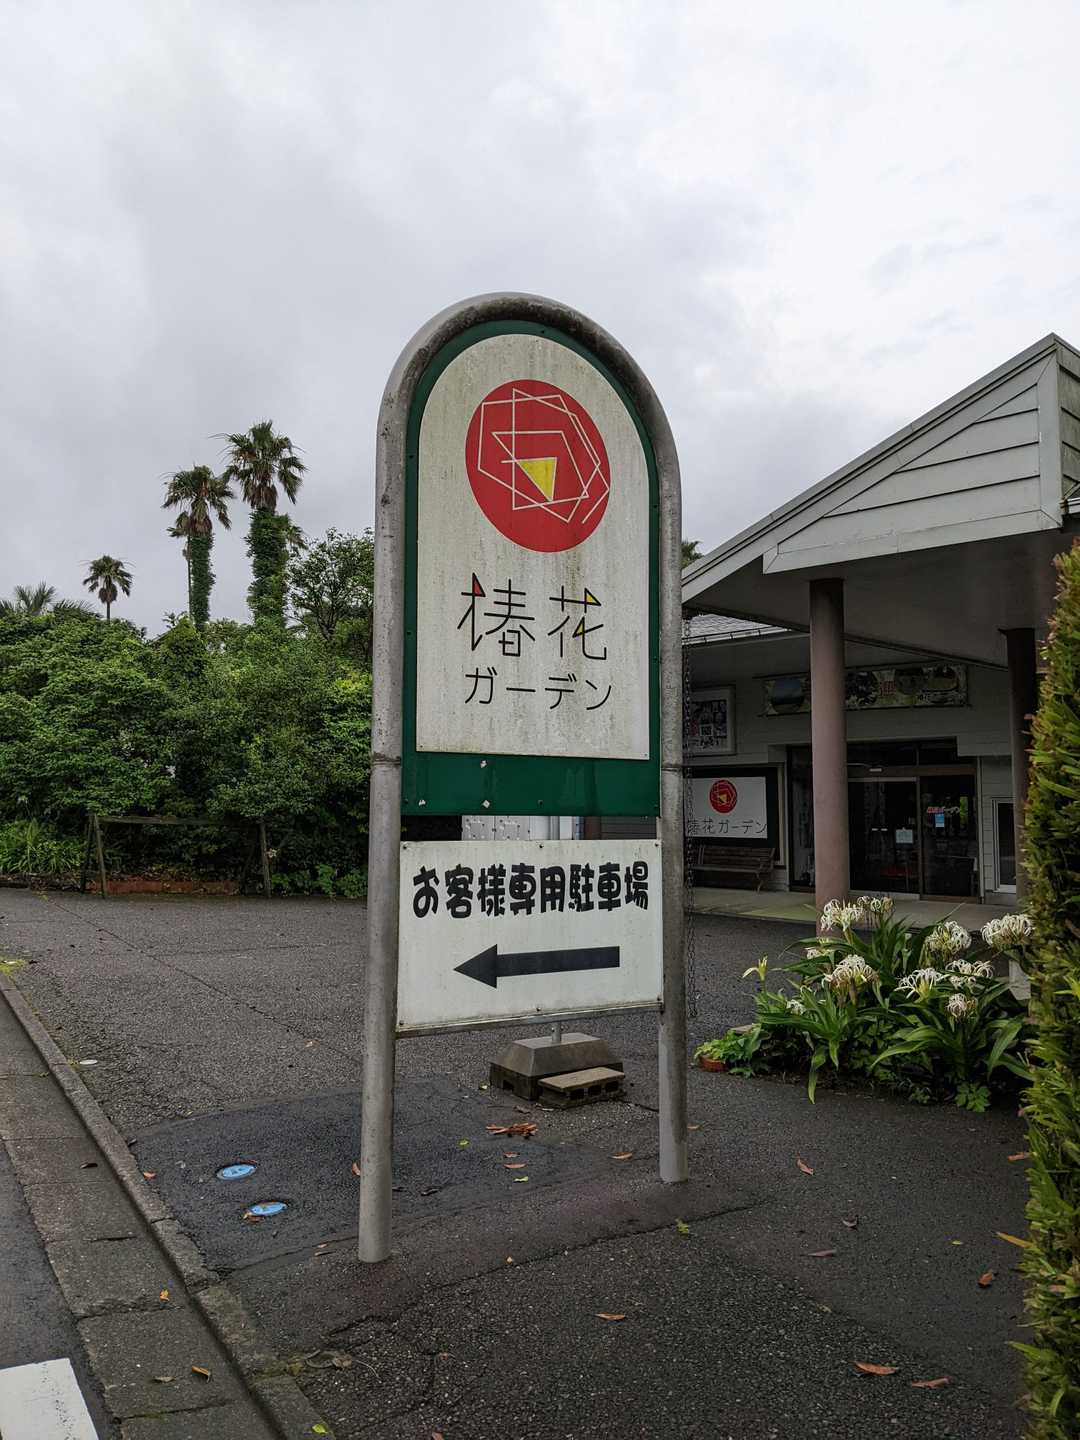 椿花
ガーデン
お客様専用駐車場
椿花ガーデン